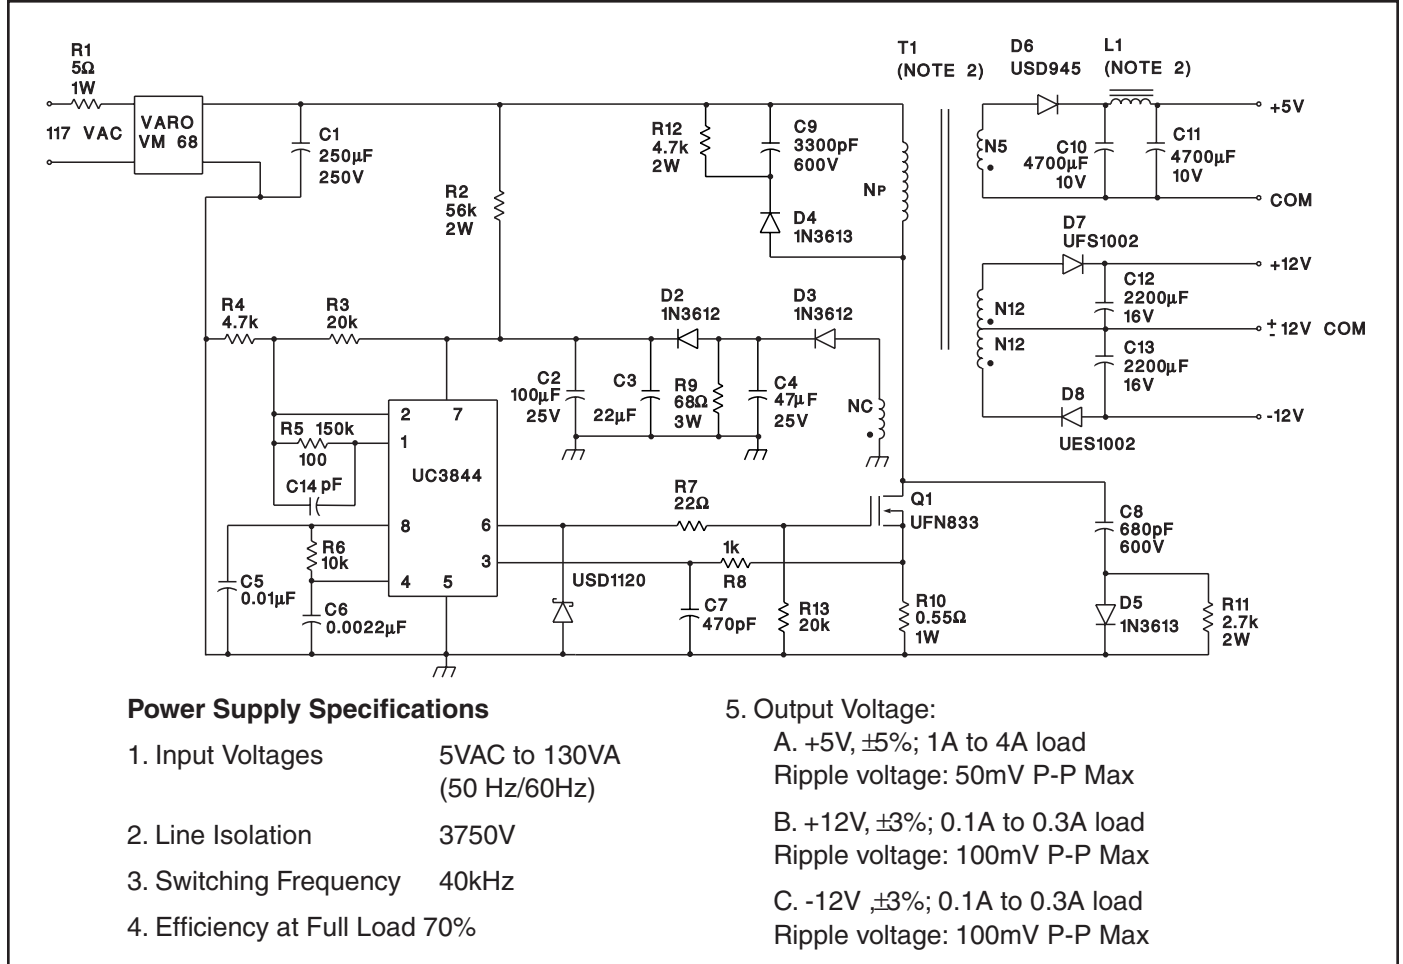 R1
5Ω
1W
117 VAC
VARO
VM 68
C1
250µF
250V
R2
56k
2W
R12
4.7k
2W
C9
3300pF
600V
D4
1N3613
T1
(NOTE 2)
NP
D6
USD945
L1
(NOTE 2)
N5
C10
4700µF
10V
C11
4700µF
10V
+5V
COM
D7
UFS1002
+12V
N12
N12
C12
2200µF
16V
± 12V COM
C13
2200µF
16V
D8
UES1002
-12V
R4
4.7k
R3
20k
D2
1N3612
D3
1N3612
C2
100µF
25V
C3
22µF
R9
68Ω
3W
C4
47µF
25V
NC
2
7
R5 150k
1
100
C14 pF
UC3844
8
6
R6
10k
3
4
5
C5
0.01µF
C6
0.0022µF
R7
22Ω
Q1
UFN833
USD1120
1k
R8
C7
470pF
R13
20k
R10
0.55Ω
1W
C8
680pF
600V
D5
1N3613
R11
2.7k
2W
Power Supply Specifications
1. Input Voltages 5VAC to 130VA
(50 Hz/60Hz)
2. Line Isolation 3750V
3. Switching Frequency 40kHz
4. Efficiency at Full Load 70%
5. Output Voltage:
A. +5V, ±5%; 1A to 4A load
Ripple voltage: 50mV P-P Max
B. +12V, ±3%; 0.1A to 0.3A load
Ripple voltage: 100mV P-P Max
C. -12V ,±3%; 0.1A to 0.3A load
Ripple voltage: 100mV P-P Max